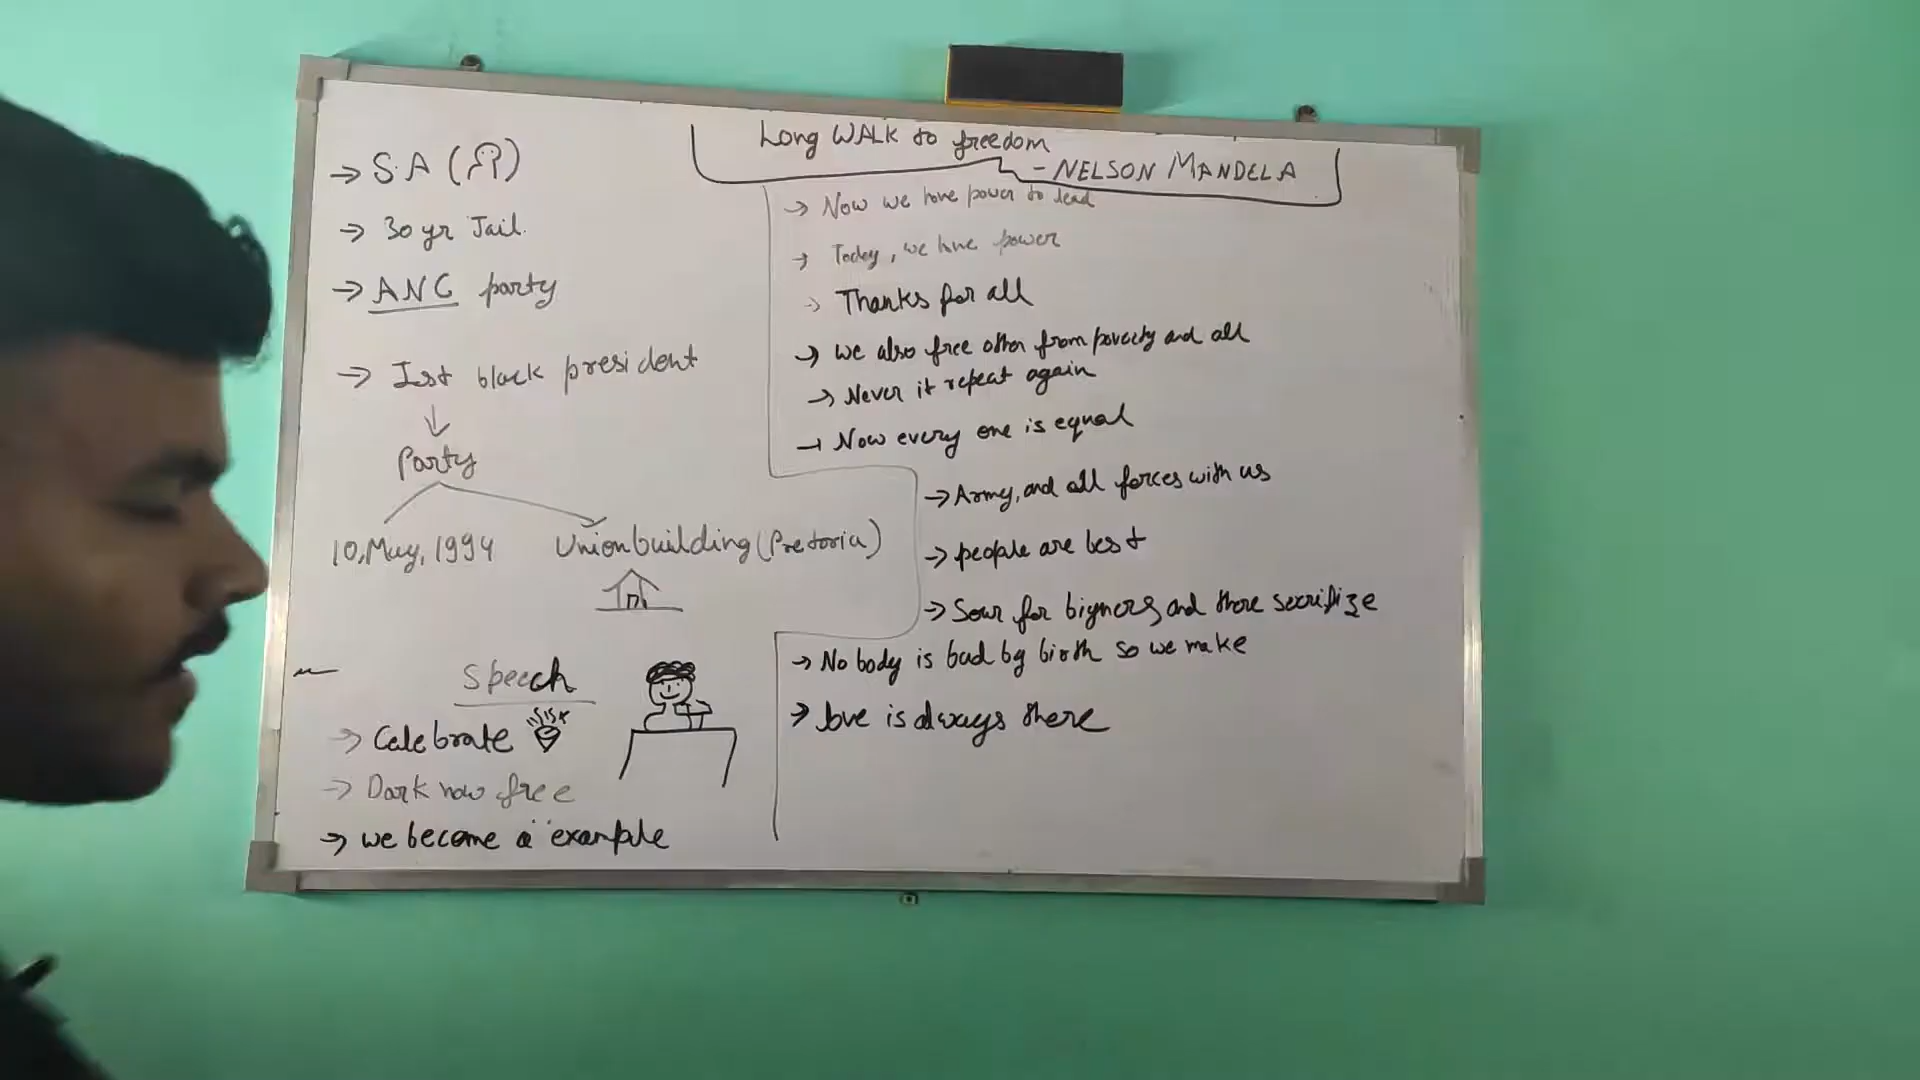 Long WALK to freedom
- NELSON MANDELA
→ S.A ( )
→ 30 yr Jail.
→ ANC party
→ Ist black president
↓
Party
10, May, 1994
Union building (Pretoria)
Speech
→ Celebrate
→ Dark now free
→ we become a "example
→ Now we have power to lead
→ Today, we have power
→ Thanks for all
→ we also free other from poverty and all
→ Never it repeat again
→ Now every one is equal
→ Army, and all forces with us
→ people are best
→ for and there secrifize
→ No body is bad by birth so we make
→ love is always there